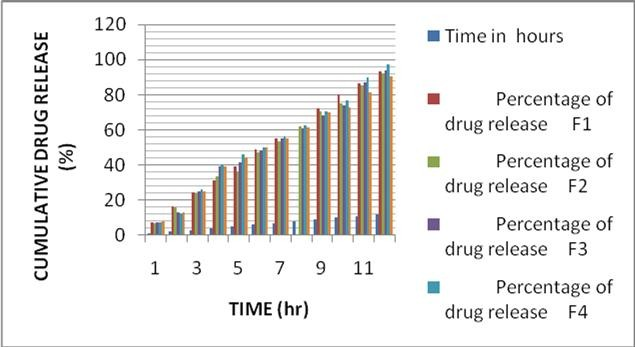 CUMULATIVE DRUG RELEASE
(%)
120
100
80
60
40
20
0
1 3 5 7 9 11
TIME (hr)
Time in hours
Percentage of
drug release F1
Percentage of
drug release F2
Percentage of
drug release F3
Percentage of
drug release F4